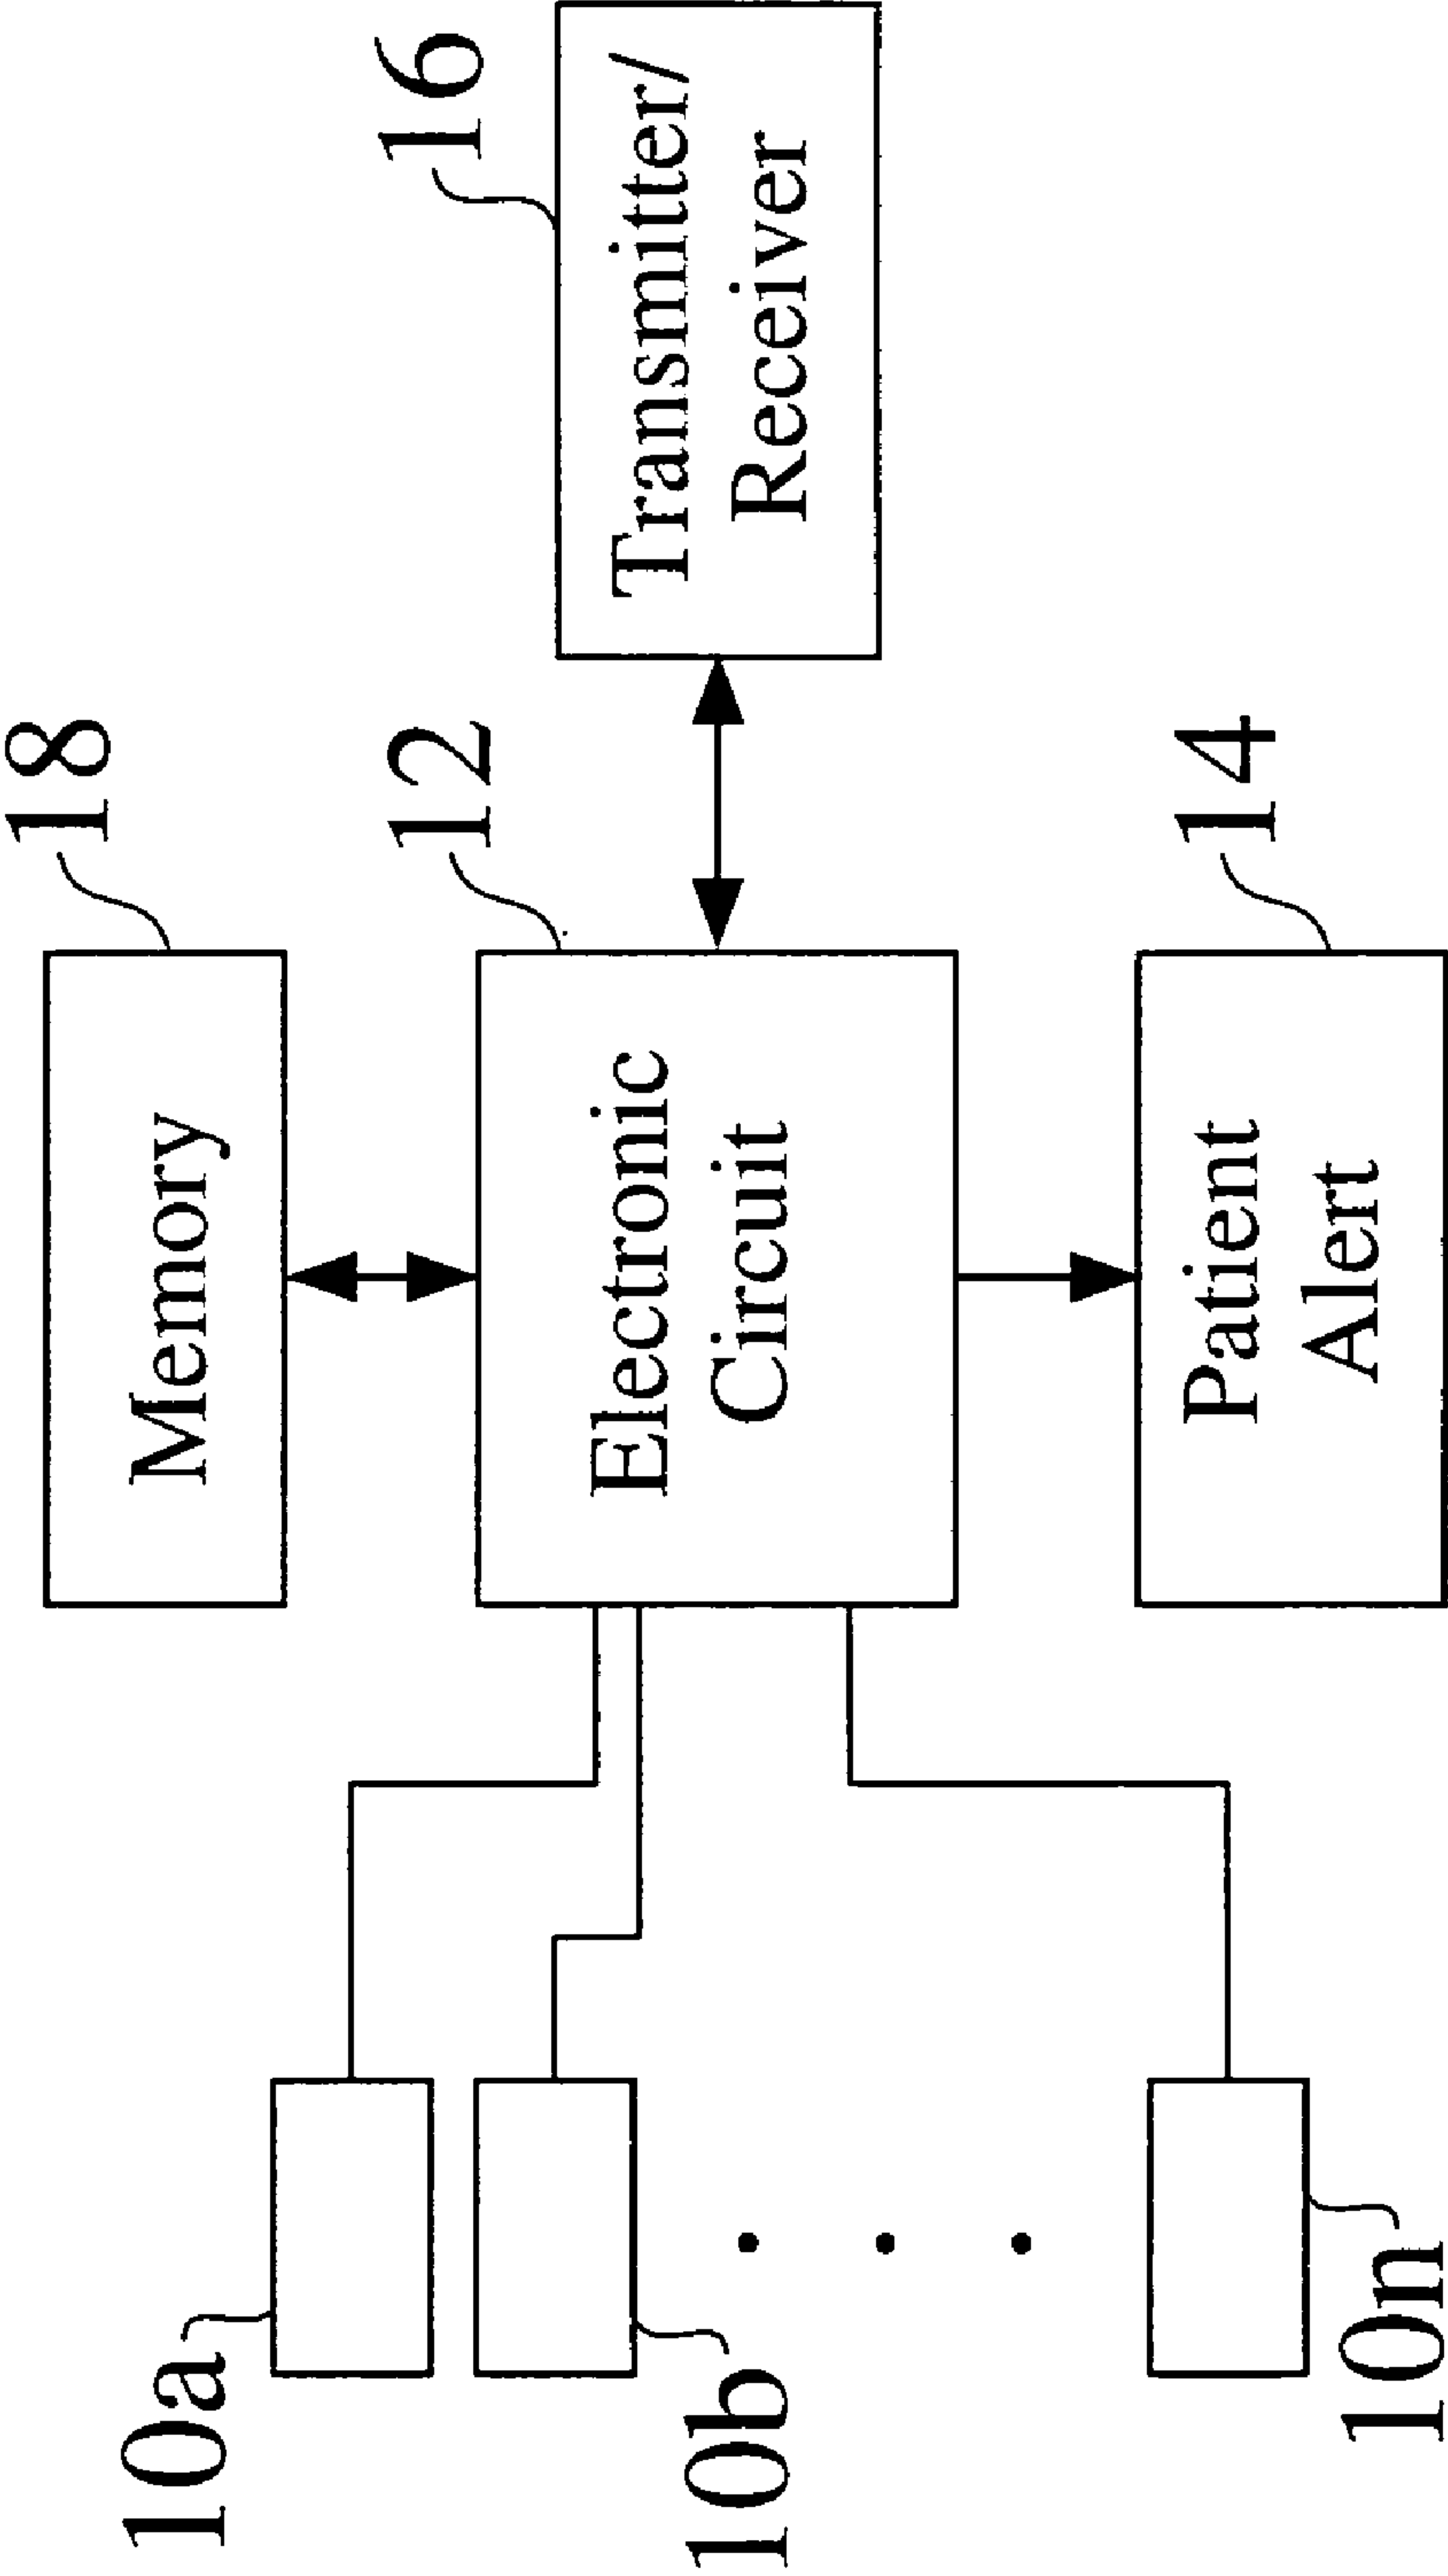 18
Memory
16
12
Transmitter/
Receiver
Electronic
Circuit
10a
10b
14
Patient
Alert
10n